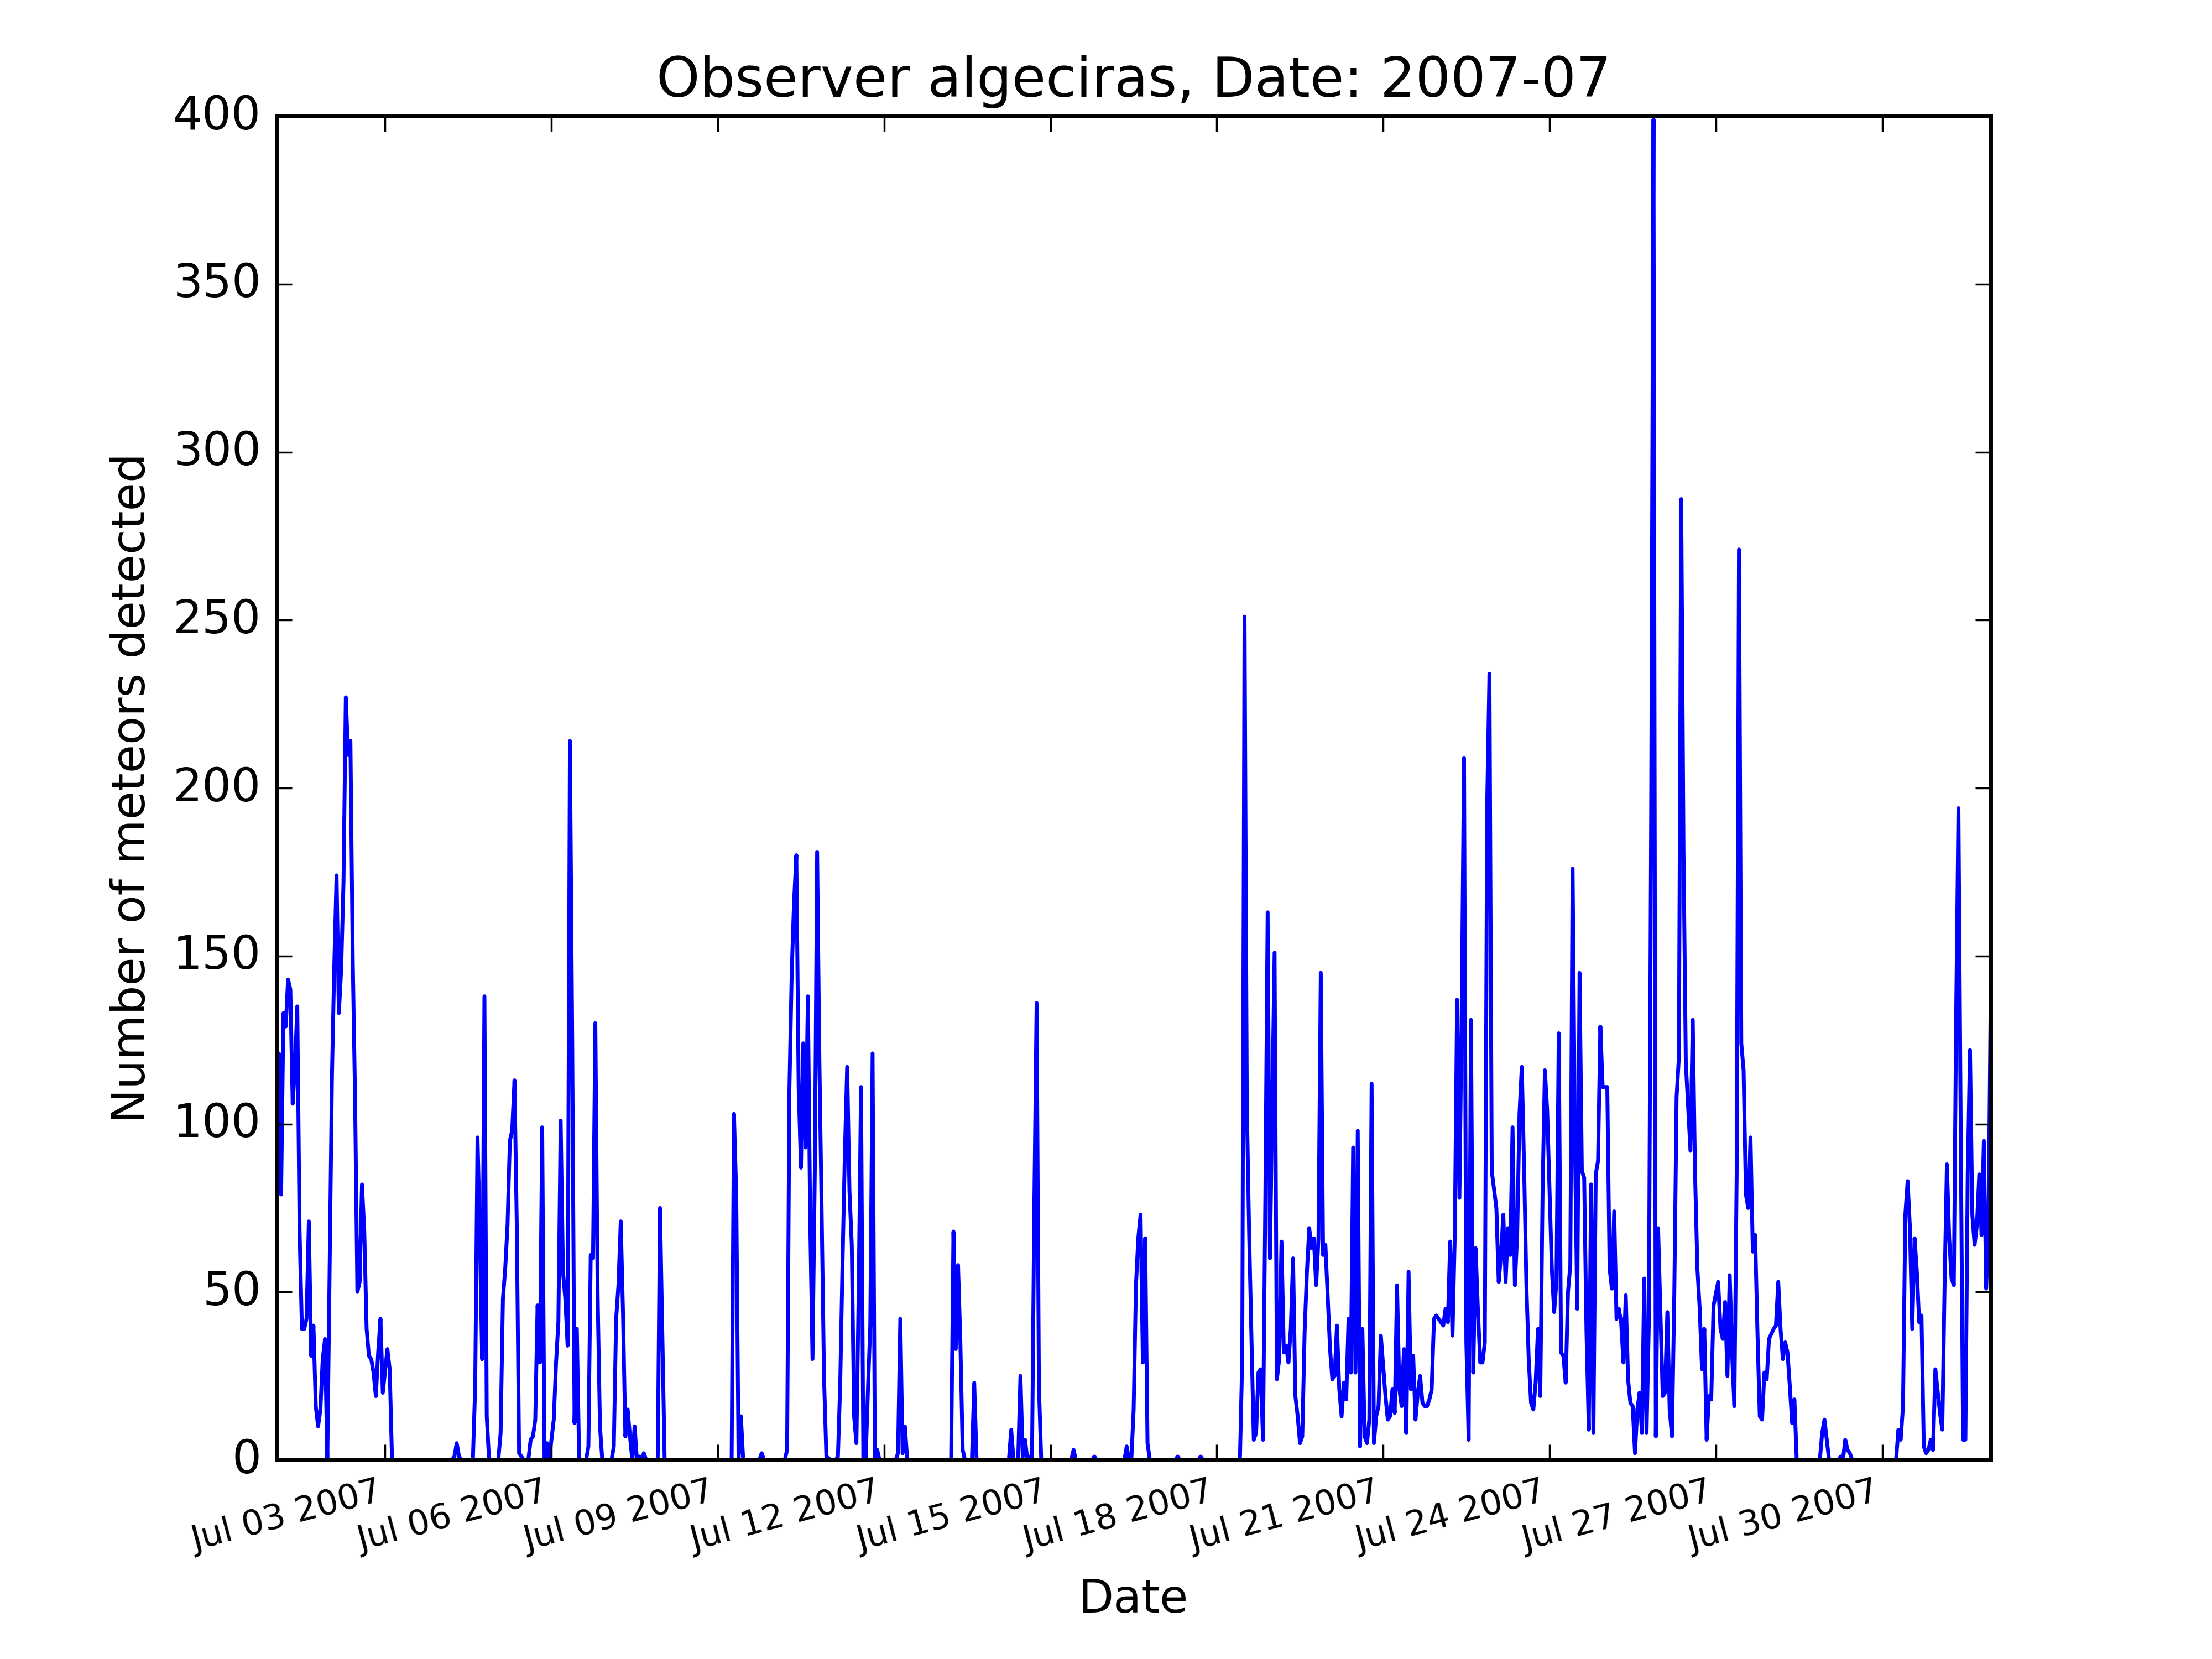 Observer algeciras, Date: 2007-07
400
350
300
250
200
150
100
50
0
Number of meteors detected
Jul 03 2007
Jul 06 2007
Jul 09 2007
Jul 12 2007
Jul 15 2007
Jul 18 2007
Jul 21 2007
Jul 24 2007
Jul 27 2007
Jul 30 2007
Date